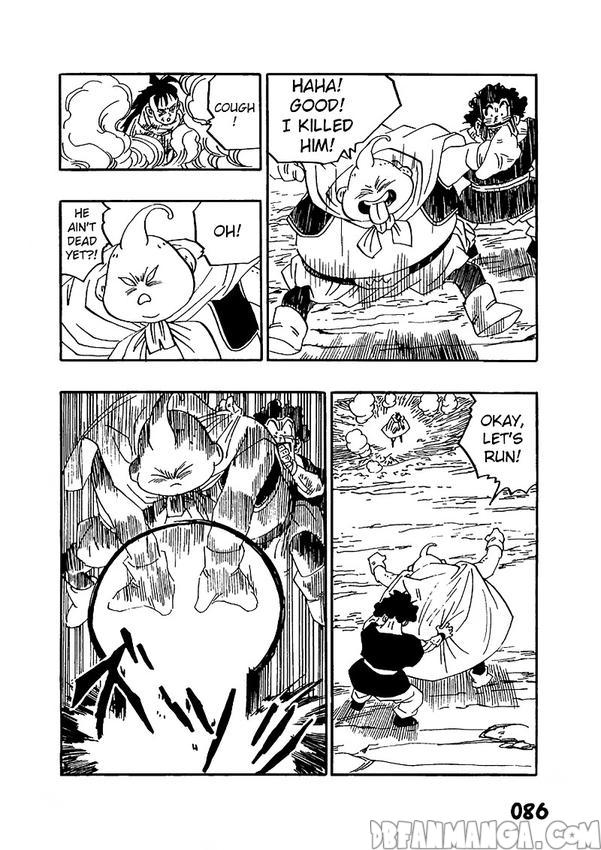 HAHA!
GOOD!
I KILLED
HIM!
COUGH
!
OH!
HE
AIN'T
DEAD
YET?!
OKAY,
LET'S
RUN!
086
DBFANMANGA.COM